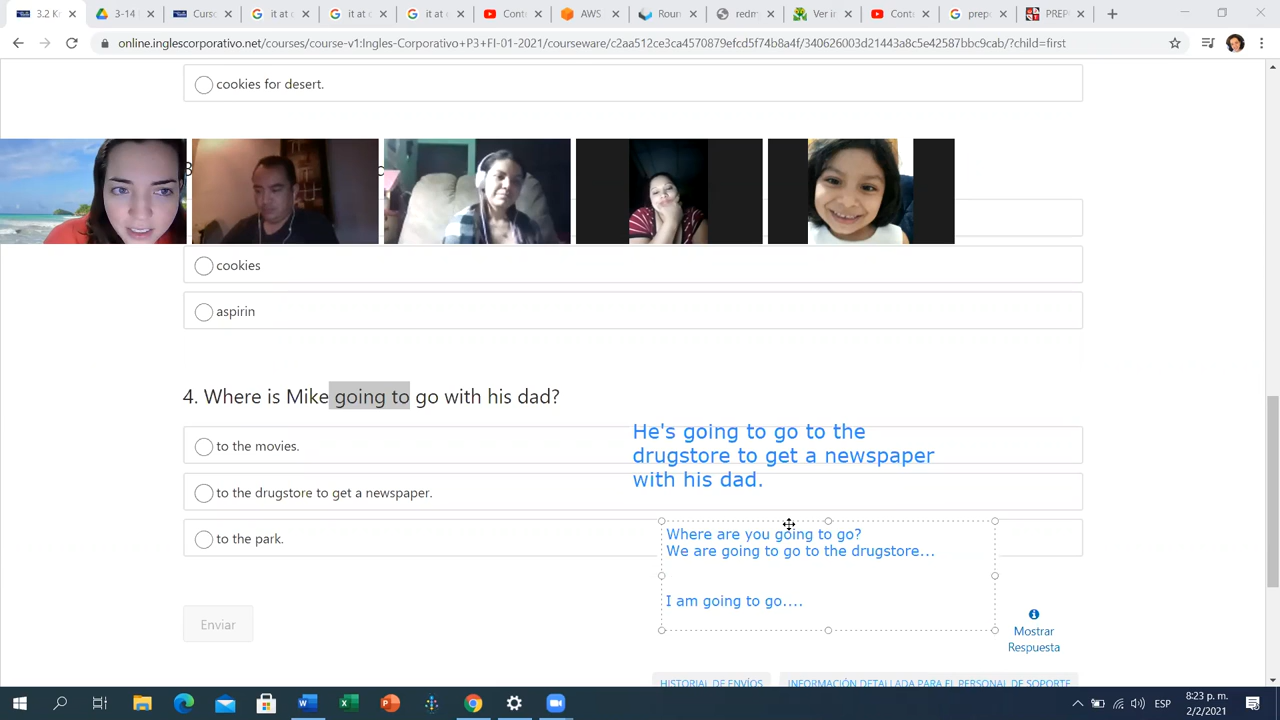 3.2 Kn
3-14
Curso
it at c
it at c
it at c
Conto
AWS
Roun
redm
Ver in
Conto
prep
PREP
online.inglescorporativo.net/courses/course-v1:Ingles-Corporativo+P3+FI-01-2021/courseware/c2aa512ce3ca4570879efcd5f74b8a4f/340626003d21443a8c5e42587bbc9cab/?child=first
cookies for desert.
cookies
aspirin
4. Where is Mike going to go with his dad?
to the movies.
to the drugstore to get a newspaper.
to the park.
He's going to go to the
drugstore to get a newspaper
with his dad.
Where are you going to go?
We are going to go to the drugstore...
I am going to go....
Enviar
Mostrar
Respuesta
HISTORIAL DE ENVÍOS
INFORMACIÓN DETALLADA PARA EL PERSONAL DE SOPORTE
ESP
8:23 p. m.
2/2/2021